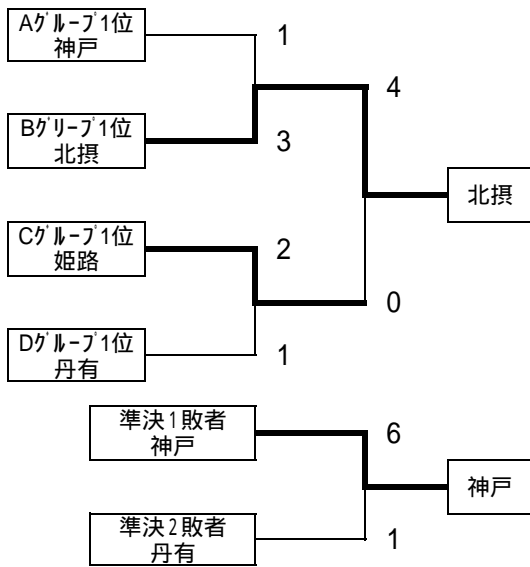 Aグループ1位
神戸
1
4
Bグリープ1位
北摂
3
北摂
Cグループ1位
姫路
2
0
Dグループ1位
丹有
1
準決1敗者
神戸
6
神戸
準決2敗者
丹有
1